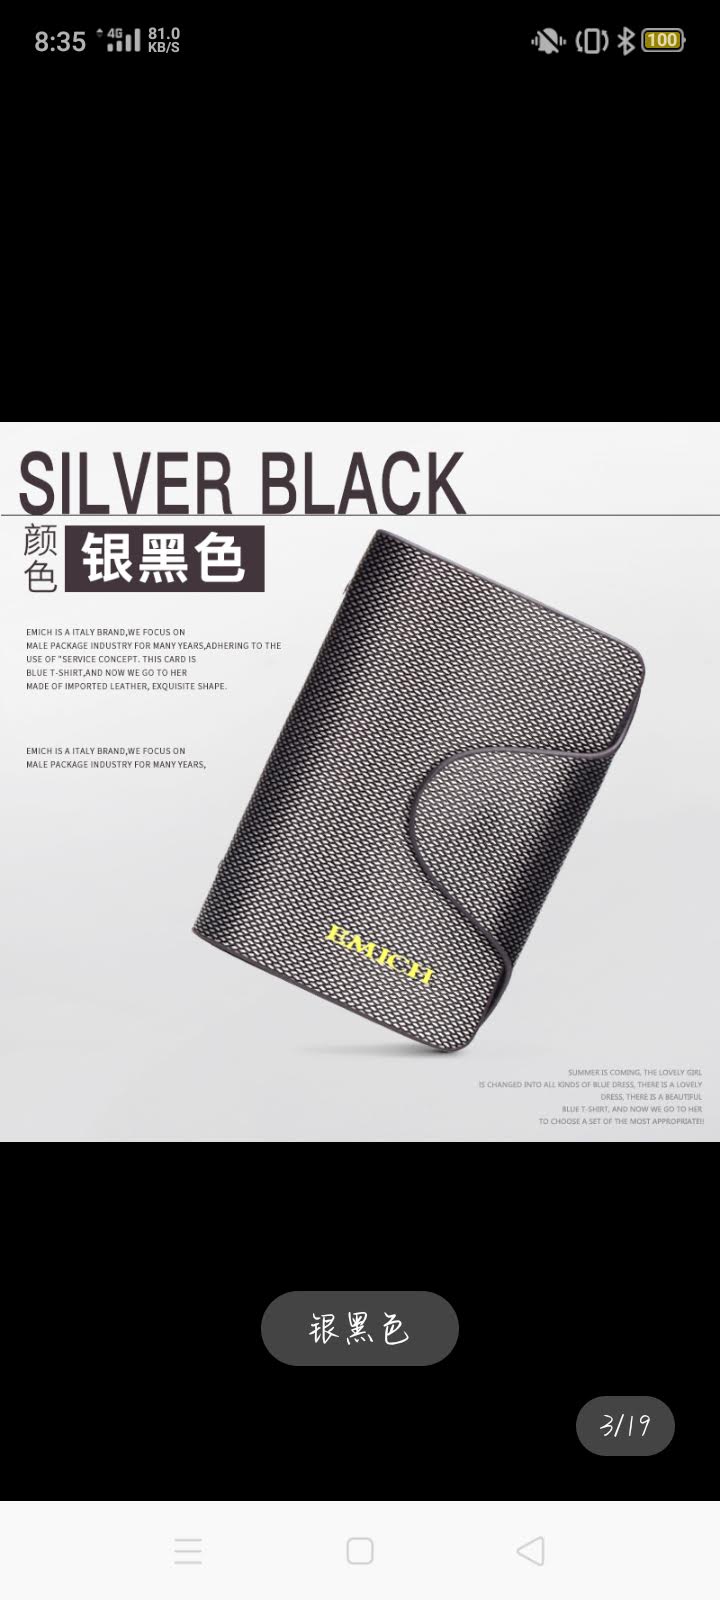 8:35
4G
81.0
KB/S
100
SILVER BLACK
颜色
银黑色
EMICH IS A ITALY BRAND,WE FOCUS ON
MALE PACKAGE INDUSTRY FOR MANY YEARS,ADHERING TO THE
USE OF "SERVICE CONCEPT. THIS CARD IS
BLUE T-SHIRT,AND NOW WE GO TO HER
MADE OF IMPORTED LEATHER, EXQUISITE SHAPE.
EMICH IS A ITALY BRAND,WE FOCUS ON
MALE PACKAGE INDUSTRY FOR MANY YEARS,
EMICH
SUMMER IS COMING, THE LOVELY GIRL
IS CHANGED INTO ALL KINDS OF BLUE DRESS, THERE IS A LOVELY
DRESS, THERE IS A BEAUTIFUL
BLUE T-SHIRT, AND NOW WE GO TO HER
TO CHOOSE A SET OF THE MOST APPROPRIATE!!
银黑色
3/19